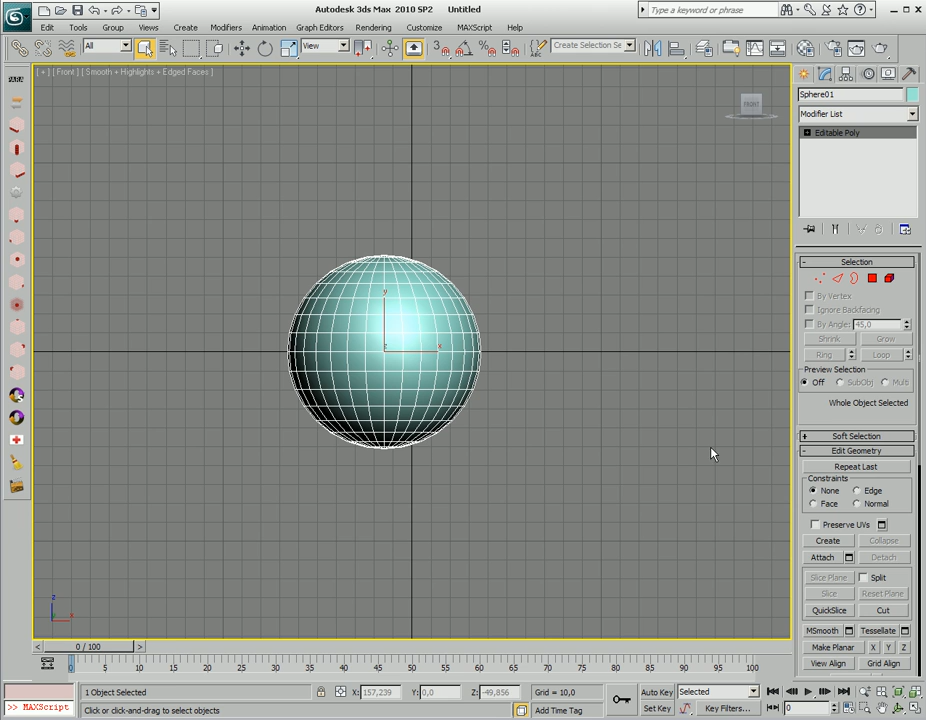 Autodesk 3ds Max 2010 SP2 Untitled
Type a keyword or phrase
Edit Tools Group Views Create Modifiers Animation Graph Editors Rendering Customize MAXScript Help
All View Create Selection Se
[ + ] [ Front ] [ Smooth + Highlights + Edged Faces ]
PARA
FRONT
Sphere01
Modifier List
Editable Poly
- Selection
By Vertex
Ignore Backfacing
By Angle: 45,0
Shrink Grow
Ring Loop
Preview Selection
Off SubObj Multi
Whole Object Selected
+ Soft Selection
- Edit Geometry
Repeat Last
Constraints
None Edge
Face Normal
Preserve UVs
Create Collapse
Attach Detach
Slice Plane Split
Slice Reset Plane
QuickSlice Cut
MSmooth Tessellate
Make Planar X Y Z
View Align Grid Align
y
z x
z
x
< 0 / 100 >
0 5 10 15 20 25 30 35 40 45 50 55 60 65 70 75 80 85 90 95 100
1 Object Selected X: 157,239 Y: 0,0 Z: -49,856 Grid = 10,0 Auto Key Selected
>> MAXScript Click or click-and-drag to select objects Add Time Tag Set Key Key Filters... 0